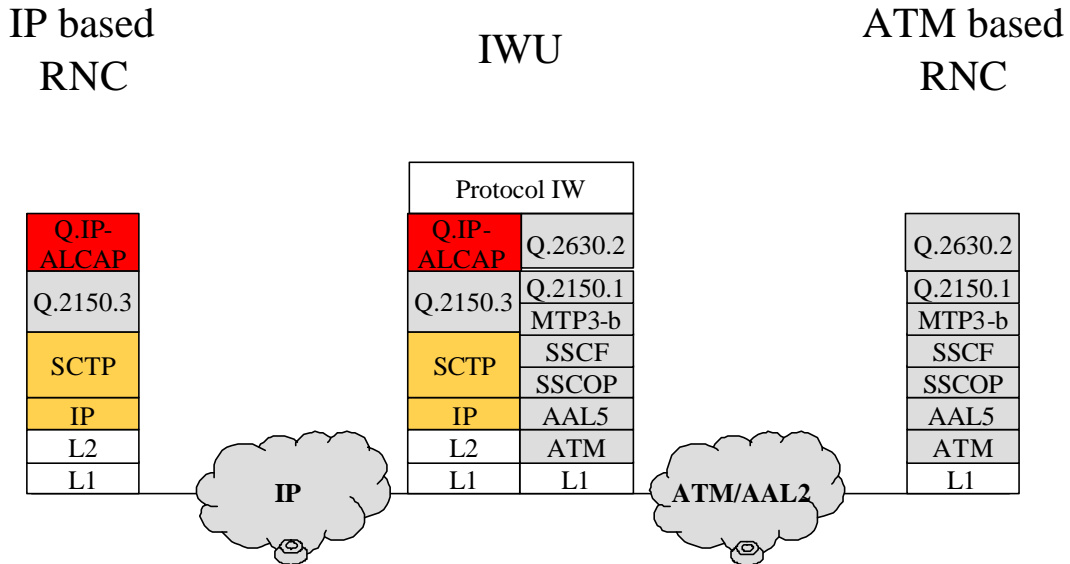 IP based
RNC
IWU
ATM based
RNC
Protocol IW
Q.IP-
ALCAP
Q.2150.3
SCTP
IP
L2
L1
Q.IP-
ALCAP
Q.2150.3
SCTP
IP
L2
L1
Q.2630.2
Q.2150.1
MTP3-b
SSCF
SSCOP
AAL5
ATM
L1
Q.2630.2
Q.2150.1
MTP3-b
SSCF
SSCOP
AAL5
ATM
L1
IP
ATM/AAL2